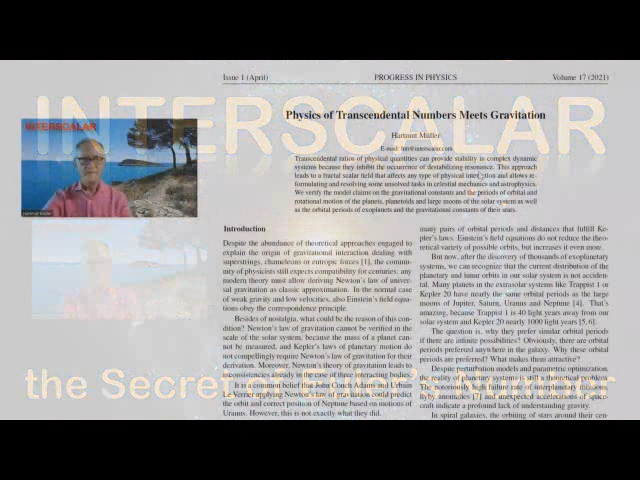 Issue 1 (April) PROGRESS IN PHYSICS Volume 17 (2021)
INTERSCALAR
Physics of Transcendental Numbers Meets Gravitation
Hartmut Müller
E-mail: hm@interscalar.com
Transcendental ratios of physical quantities can provide stability in complex dynamic
systems because they inhibit the occurrence of destabilizing resonance. This approach
leads to a fractal scalar field that affects any type of physical interaction and allows re-
formulating and resolving some unsolved tasks in celestial mechanics and astrophysics.
We verify the model claims on the gravitational constants and the periods of orbital and
rotational motion of the planets, planetoids and large moons of the solar system as well
as the orbital periods of exoplanets and the gravitational constants of their stars.
INTERSCALAR
Hartmut Müller
Introduction
Despite the abundance of theoretical approaches engaged to
explain the origin of gravitational interaction dealing with
superstrings, chameleons or entropic forces [1], the commu-
nity of physicists still expects compatibility for centuries: any
modern theory must allow deriving Newton's law of univer-
sal gravitation as classic approximation. In the normal case
of weak gravity and low velocities, also Einstein's field equa-
tions obey the correspondence principle.
Besides of nostalgia, what could be the reason of this con-
dition? Newton's law of gravitation cannot be verified in the
scale of the solar system, because the mass of a planet can-
not be measured, and Kepler's laws of planetary motion do
not compellingly require Newton's law of gravitation for their
derivation. Moreover, Newton's theory of gravitation leads to
inconsistencies already in the case of three interacting bodies.
It is a common belief that John Couch Adams and Urbain
Le Verrier applying Newton's law of gravitation could predict
the orbit and correct position of Neptune based on motions of
Uranus. However, this is not exactly what they did.
many pairs of orbital periods and distances that fulfill Ke-
pler's laws. Einstein's field equations do not reduce the theo-
retical variety of possible orbits, but increases it even more.
But now, after the discovery of thousands of exoplanetary
systems, we can recognize that the current distribution of the
planetary and lunar orbits in our solar system is not acciden-
tal. Many planets in the extrasolar systems like Trappist 1 or
Kepler 20 have nearly the same orbital periods as the large
moons of Jupiter, Saturn, Uranus and Neptune [4]. That's
amazing, because Trappist 1 is 40 light years away from our
solar system and Kepler 20 nearly 1000 light years [5,6].
The question is, why they prefer similar orbital periods
if there are infinite possibilities? Obviously, there are orbital
periods preferred anywhere in the galaxy. Why these orbital
periods are preferred? What makes them attractive?
Despite perturbation models and parametric optimization,
the reality of planetary systems is still a theoretical problem.
The notoriously high failure rate of interplanetary missions,
flyby anomalies [7] and unexpected accelerations of space-
craft indicate a profound lack of understanding gravity.
In spiral galaxies, the orbiting of stars around their cen-
the Secret of